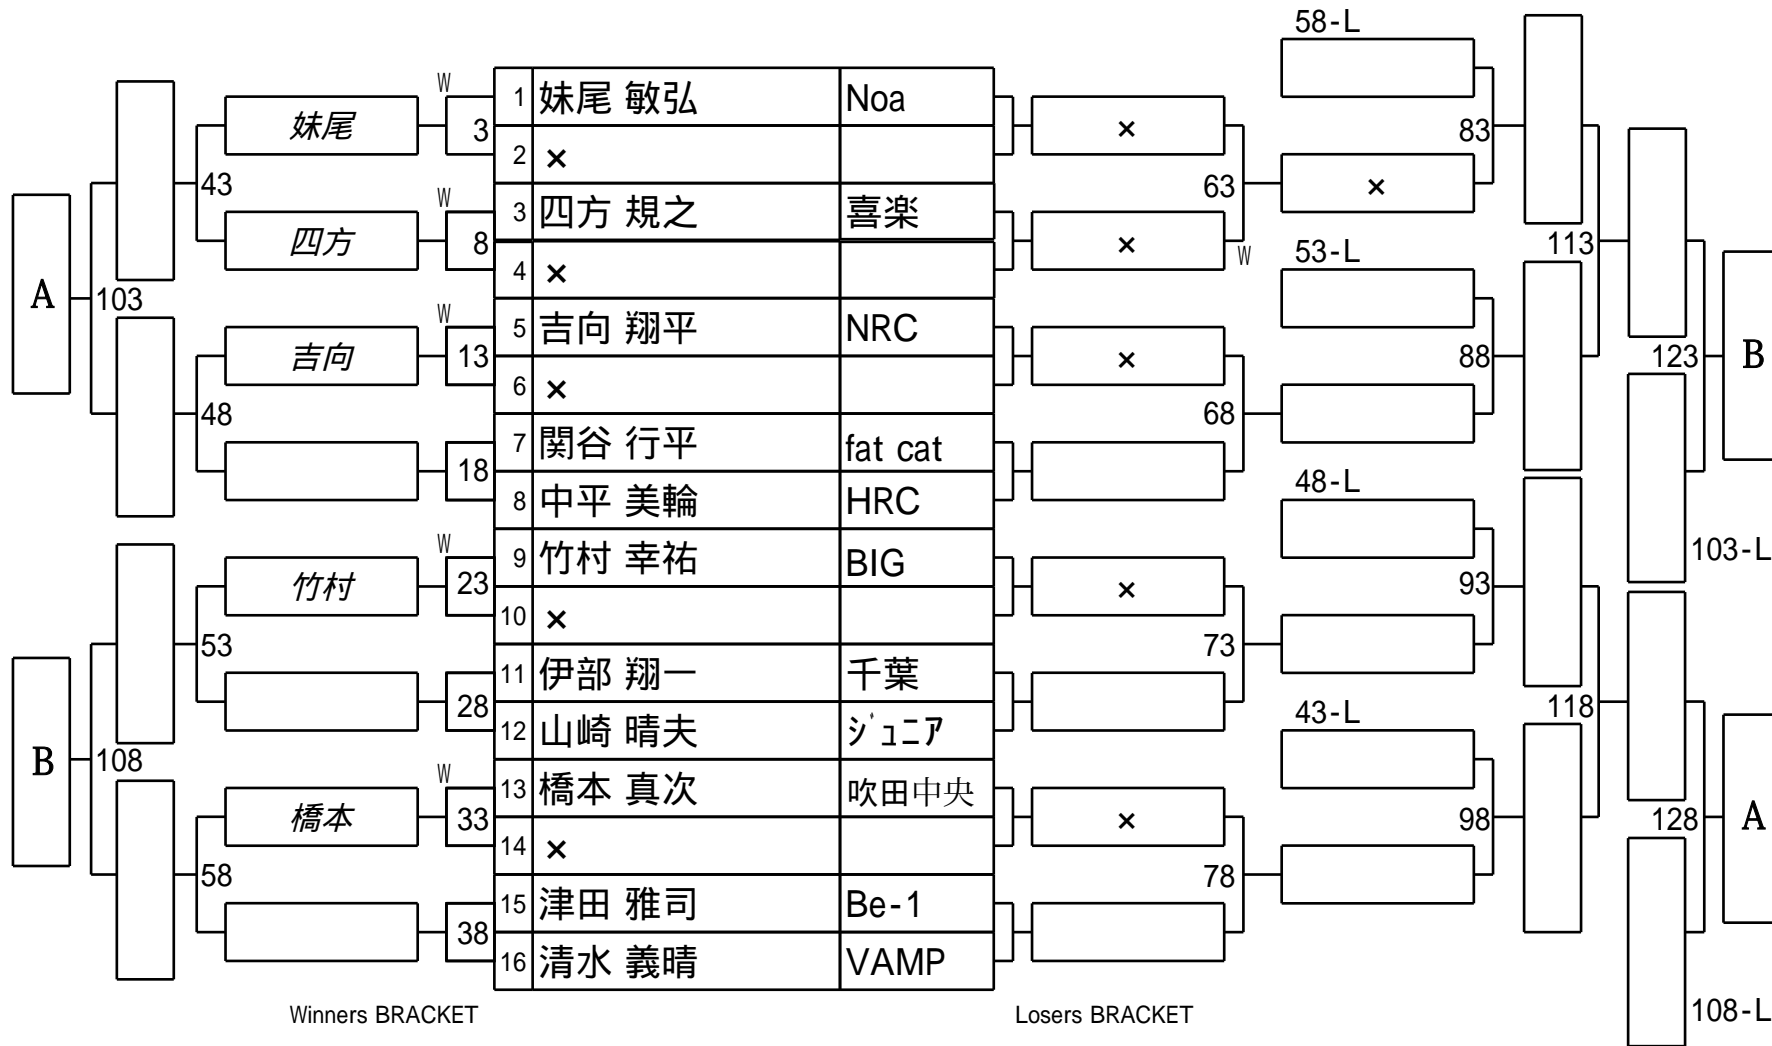 58-L
W
1 妹尾 敏弘 Noa
妹尾 3 × 83
2 ×
43 W 63 ×
3 四方 規之 喜楽
四方 8 × W 53-L 113
4 ×
A 103 W B
5 吉向 翔平 NRC
吉向 13 × 88 123
6 ×
48 68
7 関谷 行平 fat cat
18
8 中平 美輪 HRC 48-L
W 103-L
9 竹村 幸祐 BIG
竹村 23 × 93
10 ×
53 73
11 伊部 翔一 千葉
28 43-L 118
12 山崎 晴夫 ジュニア
B 108 W A
13 橋本 真次 吹田中央
橋本 33 × 98 128
14 ×
58 78
15 津田 雅司 Be-1
38
16 清水 義晴 VAMP
Winners BRACKET Losers BRACKET 108-L